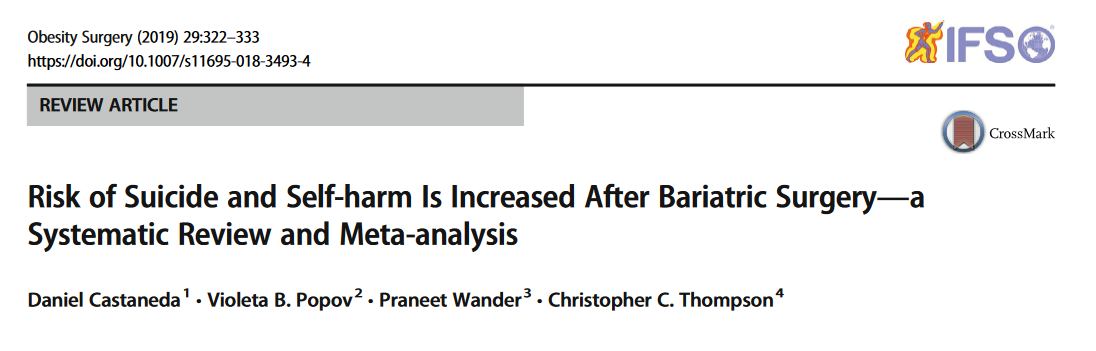 Obesity Surgery (2019) 29:322–333
https://doi.org/10.1007/s11695-018-3493-4
IFSO
REVIEW ARTICLE
CrossMark
Risk of Suicide and Self-harm Is Increased After Bariatric Surgery—a
Systematic Review and Meta-analysis
Daniel Castaneda1 · Violeta B. Popov2 · Praneet Wander3 · Christopher C. Thompson4